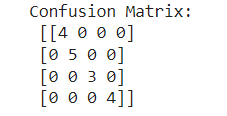 Confusion Matrix:
[[4 0 0 0]
[0 5 0 0]
[0 0 3 0]
[0 0 0 4]]